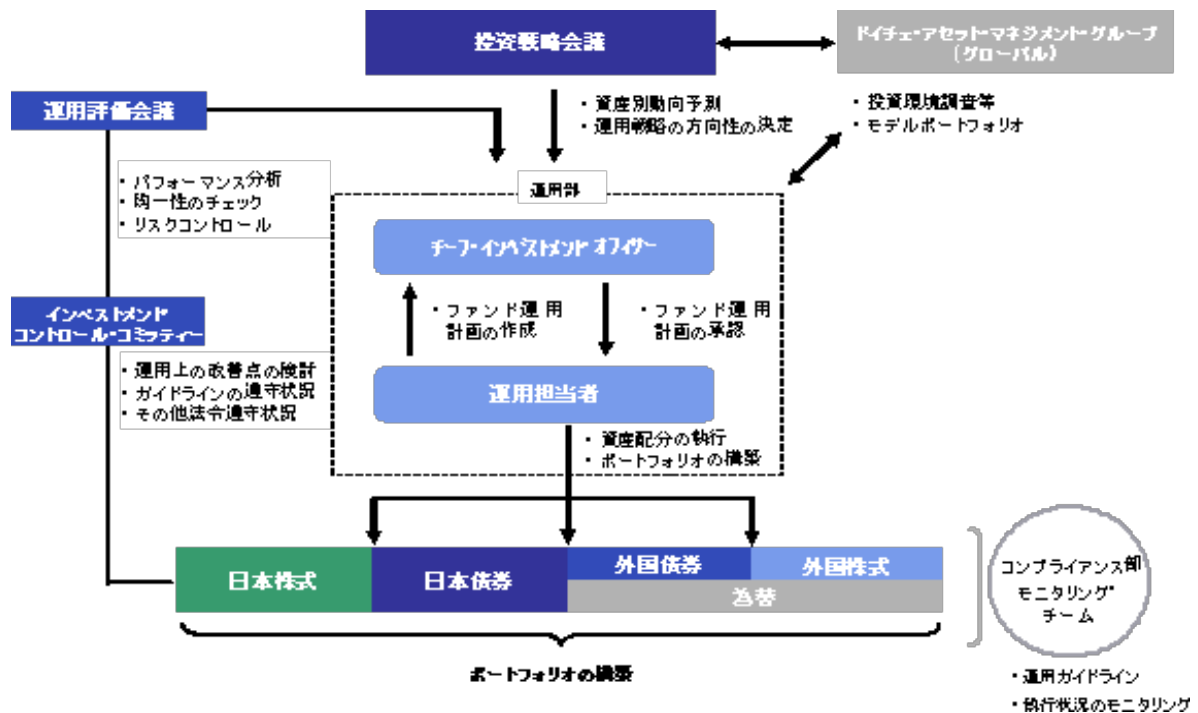 投資戦略会議
ドイチェ・アセット・マネジメント・グループ
(グローバル)
運用評価会議
・資産別動向予測
・運用戦略の方向性の決定
・投資環境調査等
・モデルポートフォリオ
・パフォーマンス分析
・均一性のチェック
・リスクコントロール
運用部
チーフ・インベストメント オフィサー
インベストメント
コントロール・コミッティー
・ファンド運用
計画の作成
・ファンド運用
計画の承認
・運用上の改善点の検討
・ガイドラインの遵守状況
・その他法令遵守状況
運用担当者
・資産配分の執行
・ポートフォリオの構築
日本株式
日本債券
外国債券
外国株式
為替
コンプライアンス部
モニタリング・
チーム
ポートフォリオの構築
・運用ガイドライン
・執行状況のモニタリング